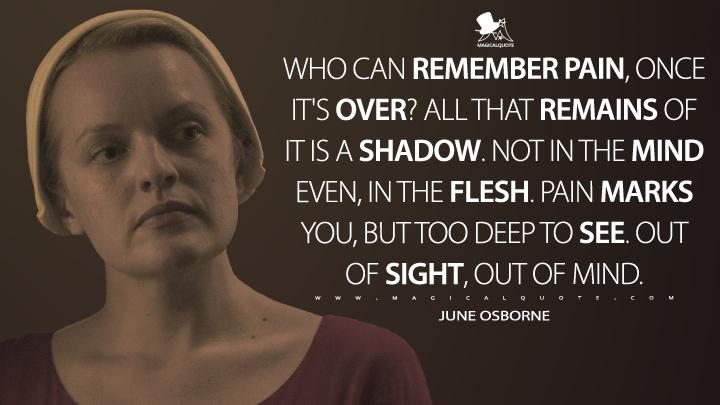 MAGICALQUOTE
WHO CAN REMEMBER PAIN, ONCE
IT'S OVER? ALL THAT REMAINS OF
IT IS A SHADOW. NOT IN THE MIND
EVEN, IN THE FLESH. PAIN MARKS
YOU, BUT TOO DEEP TO SEE. OUT
OF SIGHT, OUT OF MIND.
WWW.MAGICALQUOTE.COM
JUNE OSBORNE